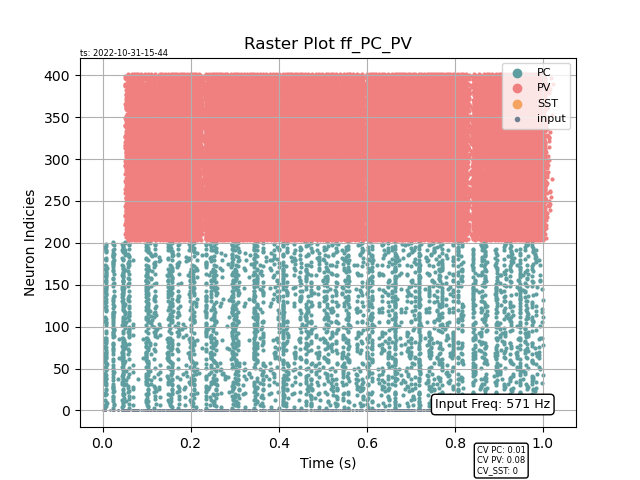 Raster Plot ff_PC_PV
ts: 2022-10-31-15-44
PC
PV
SST
input
400
350
300
250
200
150
100
50
0
Neuron Indicies
Input Freq: 571 Hz
0.0 0.2 0.4 0.6 0.8 1.0
Time (s)
CV PC: 0.01
CV PV: 0.08
CV_SST: 0